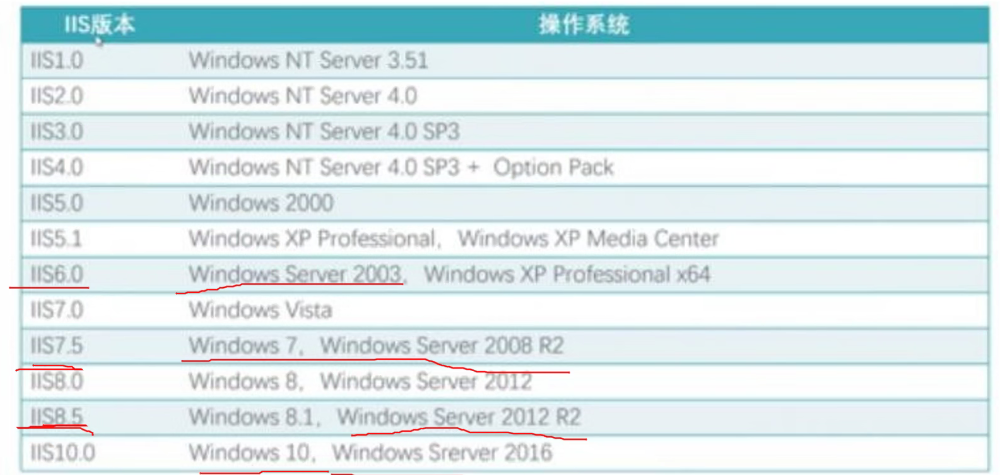 IIS版本 操作系统
IIS1.0 Windows NT Server 3.51
IIS2.0 Windows NT Server 4.0
IIS3.0 Windows NT Server 4.0 SP3
IIS4.0 Windows NT Server 4.0 SP3 + Option Pack
IIS5.0 Windows 2000
IIS5.1 Windows XP Professional，Windows XP Media Center
IIS6.0 Windows Server 2003，Windows XP Professional x64
IIS7.0 Windows Vista
IIS7.5 Windows 7，Windows Server 2008 R2
IIS8.0 Windows 8，Windows Server 2012
IIS8.5 Windows 8.1，Windows Server 2012 R2
IIS10.0 Windows 10，Windows Srerver 2016